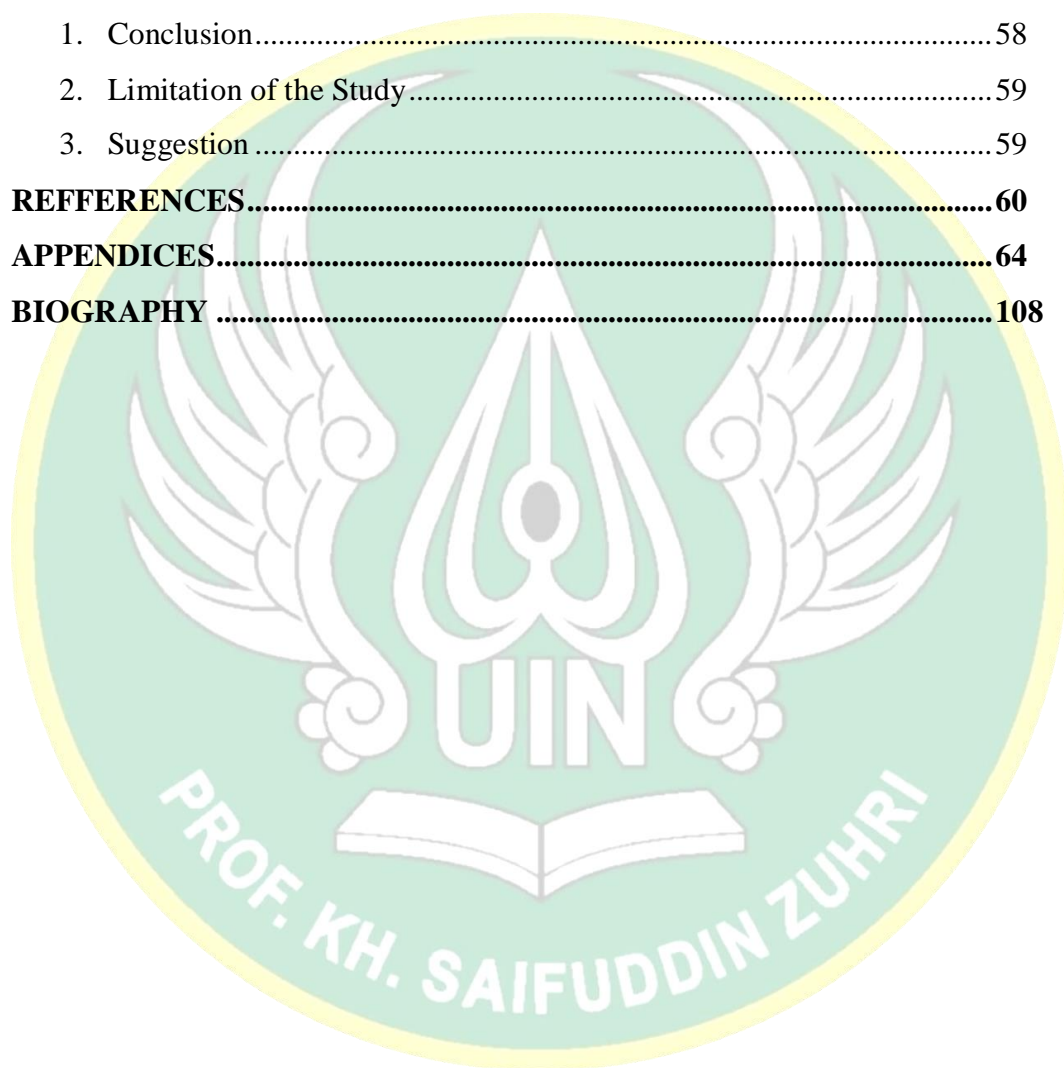 1. Conclusion........................................................................................58
2. Limitation of the Study......................................................................59
3. Suggestion ........................................................................................59
REFFERENCES........................................................................................60
APPENDICES...........................................................................................64
BIOGRAPHY ...........................................................................................108
UIN
PROF. KH. SAIFUDDIN ZUHRI